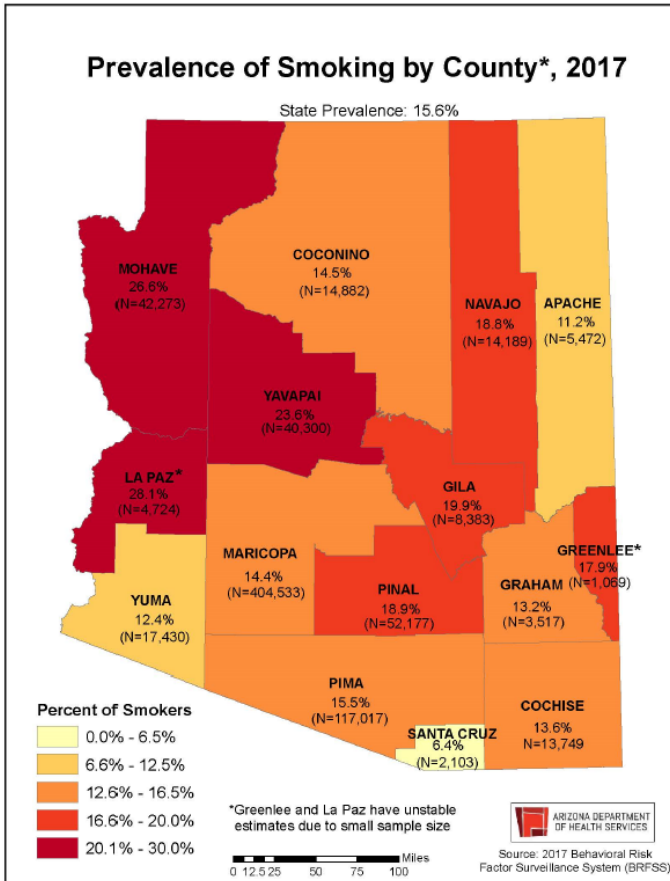 Prevalence of Smoking by County*, 2017
State Prevalence: 15.6%
MOHAVE
26.6%
(N=42,273)
COCONINO
14.5%
(N=14,882)
NAVAJO
18.8%
(N=14,189)
APACHE
11.2%
(N=5,472)
YAVAPAI
23.6%
(N=40,300)
LA PAZ*
28.1%
(N=4,724)
GILA
19.9%
(N=8,383)
MARICOPA
14.4%
(N=404,533)
PINAL
18.9%
(N=52,177)
GREENLEE*
17.9%
(N=1,069)
GRAHAM
13.2%
(N=3,517)
YUMA
12.4%
(N=17,430)
PIMA
15.5%
(N=117,017)
COCHISE
13.6%
N=13,749
SANTA CRUZ
6.4%
(N=2,103)
Percent of Smokers
0.0% - 6.5%
6.6% - 12.5%
12.6% - 16.5%
16.6% - 20.0%
20.1% - 30.0%
*Greenlee and La Paz have unstable
estimates due to small sample size
Miles
0 12.5 25 50 75 100
ARIZONA DEPARTMENT
OF HEALTH SERVICES
Source: 2017 Behavioral Risk
Factor Surveillance System (BRFSS)